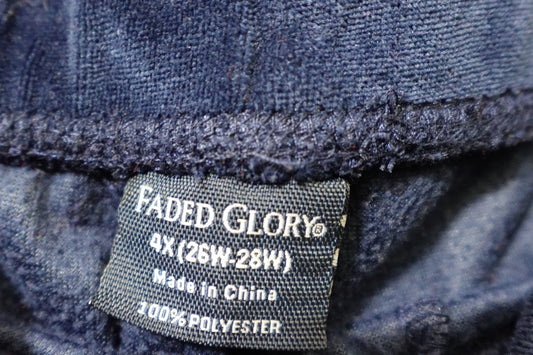 FADED GLORY®
4X (26W-28W)
Made in China
100% POLYESTER